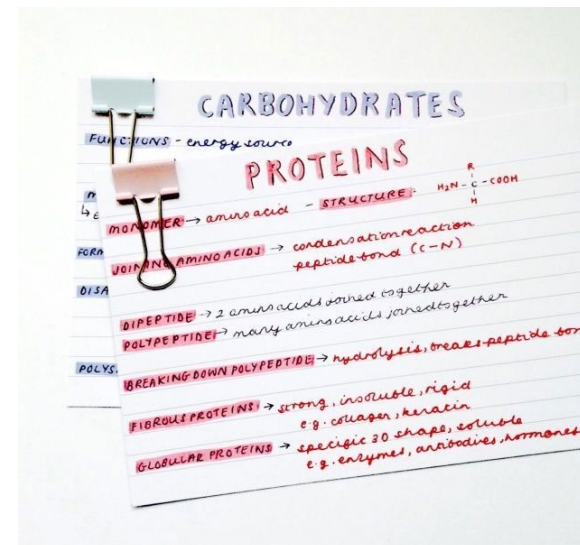 CARBOHYDRATES
FUNCTIONS - energy source
FORM
DISA
POLYS
PROTEINS
MONOMER → amino acid - STRUCTURE-
R
H₂N - C - COOH
H
JOINING AMINO ACIDS → condensation reaction
peptide bond (C-N)
DIPEPTIDE → 2 amino acids joined together
POLYPEPTIDE → many amino acids joined together
BREAKING DOWN POLYPEPTIDE → hydrolysis, breaks peptide bon
FIBROUS PROTEINS → strong, insoluble, rigid
e.g. collagen, keratin
GLOBULAR PROTEINS → specific 3D shape, soluble
e.g. enzymes, antibodies, hormones